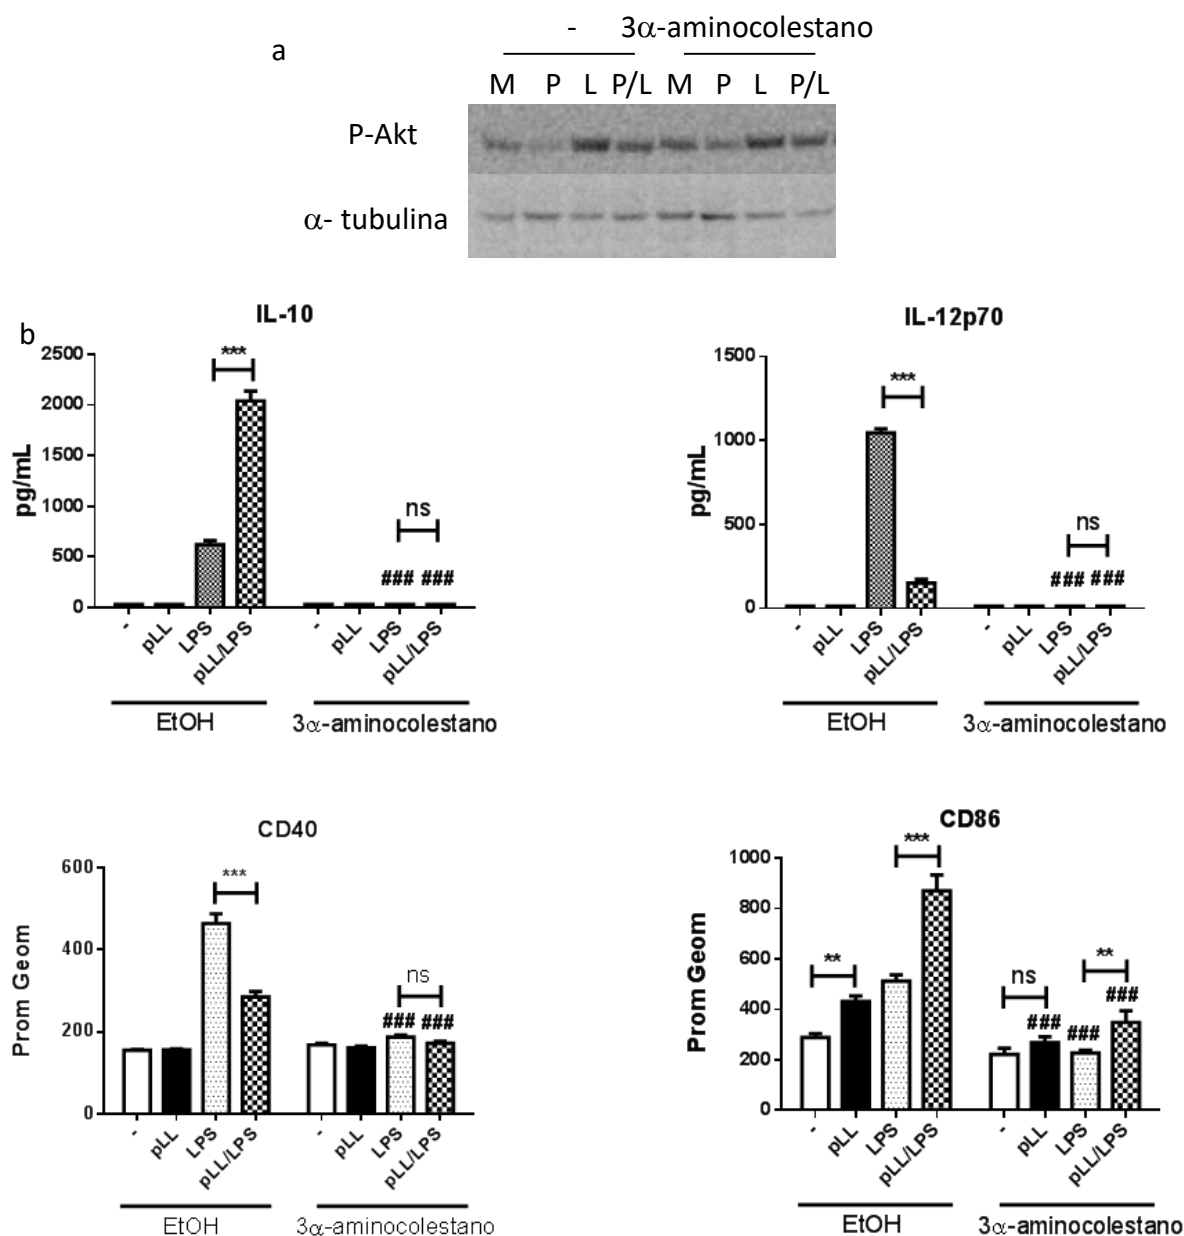 - 3α-aminocolestano
a
M P L P/L M P L P/L
P-Akt
α- tubulina
b
IL-10
2500
2000
1500
1000
500
0
pg/mL
***
ns
### ###
- pLL LPS pLL/LPS - pLL LPS pLL/LPS
EtOH 3α-aminocolestano
IL-12p70
1500
1000
500
0
pg/mL
***
ns
### ###
- pLL LPS pLL/LPS - pLL LPS pLL/LPS
EtOH 3α-aminocolestano
CD40
600
400
200
0
Prom Geom
***
ns
### ###
- pLL LPS pLL/LPS - pLL LPS pLL/LPS
EtOH 3α-aminocolestano
CD86
1000
800
600
400
200
0
Prom Geom
***
**
**
ns
###
### ###
- pLL LPS pLL/LPS - pLL LPS pLL/LPS
EtOH 3α-aminocolestano